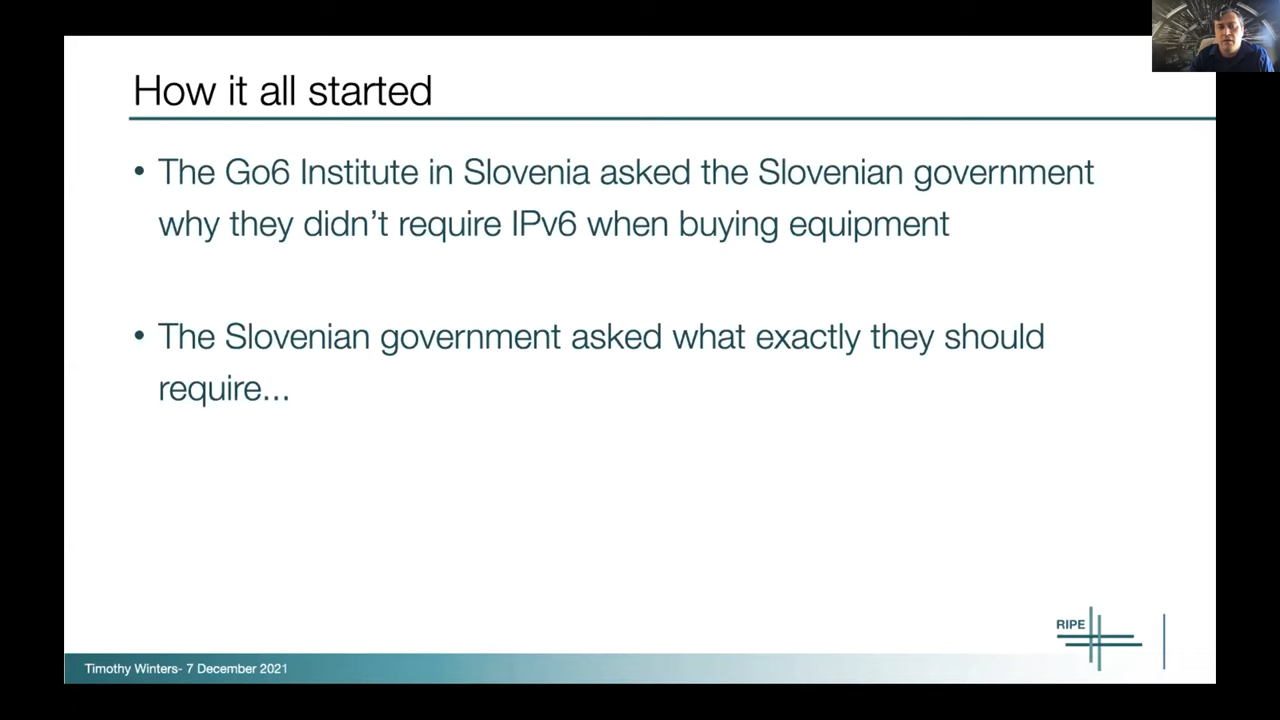 How it all started
• The Go6 Institute in Slovenia asked the Slovenian government
why they didn’t require IPv6 when buying equipment
• The Slovenian government asked what exactly they should
require...
RIPE
Timothy Winters- 7 December 2021